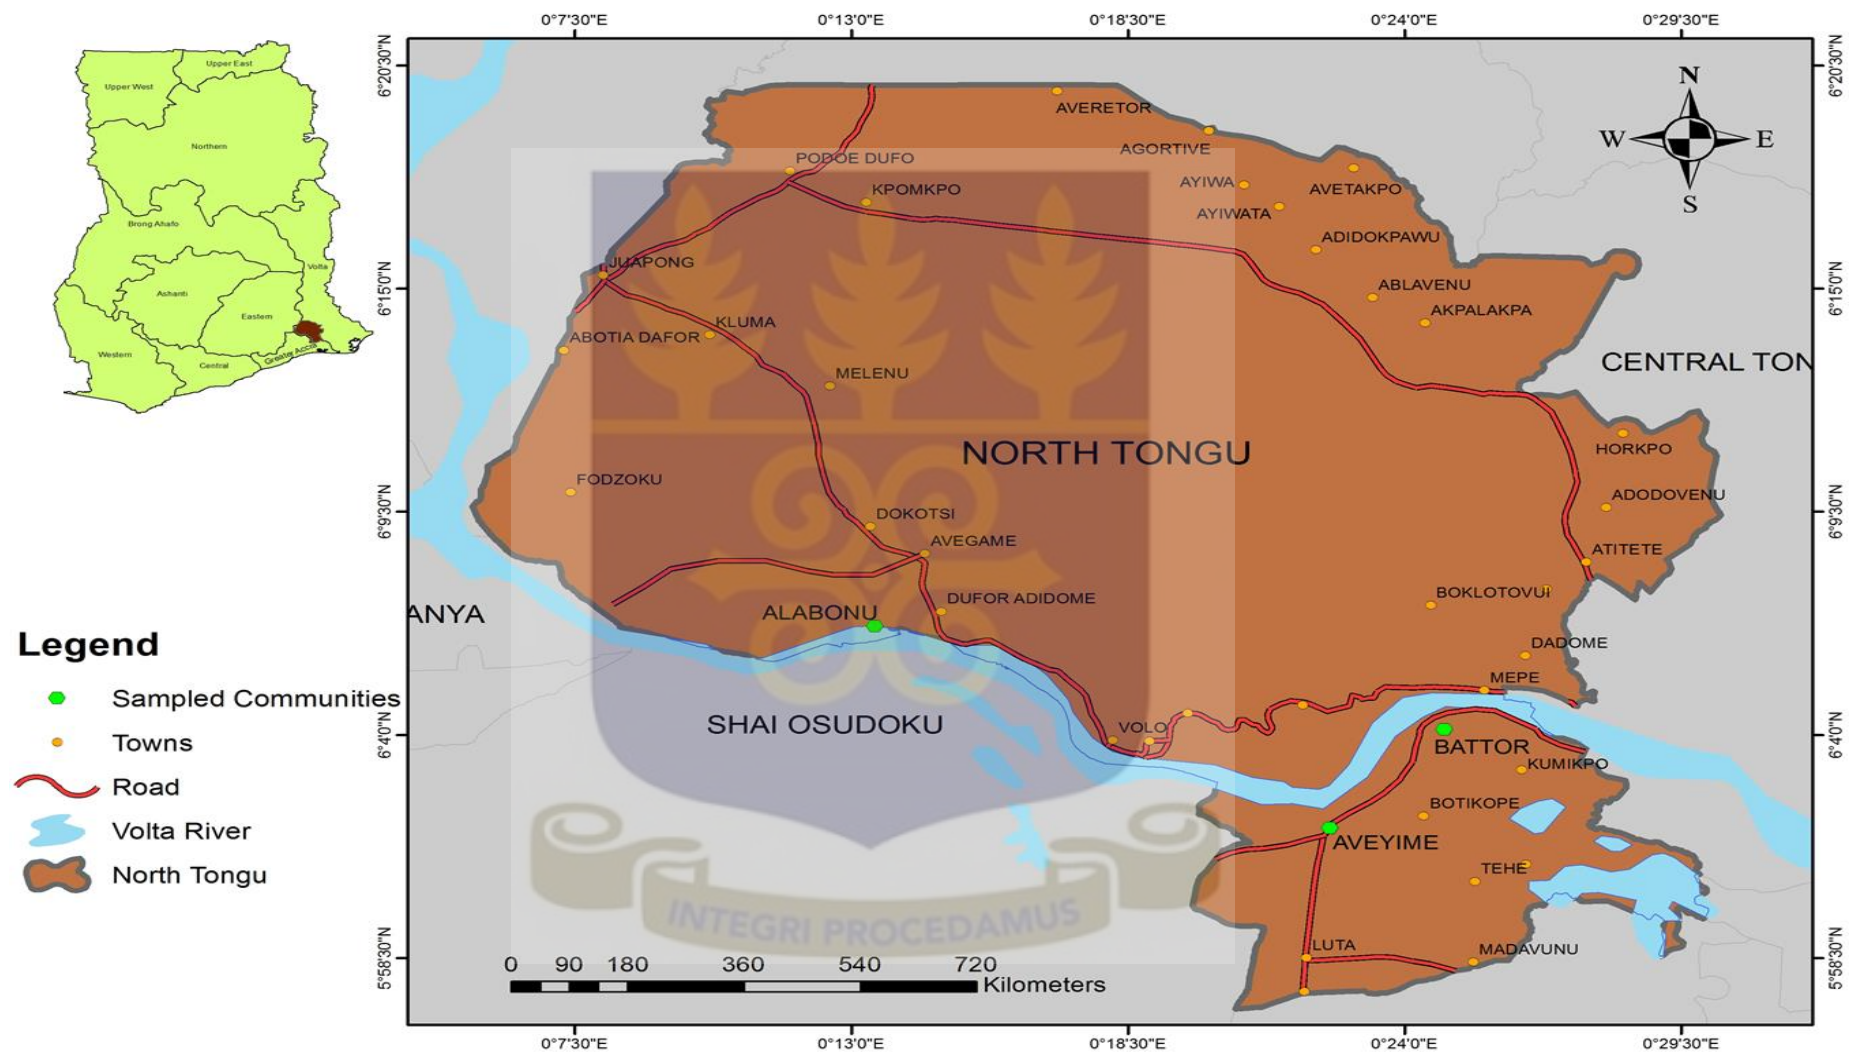 0°7'30"E 0°13'0"E 0°18'30"E 0°24'0"E 0°29'30"E
6°20'30"N
6°15'0"N
6°9'30"N
6°4'0"N
5°58'30"N
Upper East
Upper West
Northern
Brong Ahafo
Volta
Ashanti
Eastern
Western
Central
Greater Accra
N
W E
S
AVERETOR
AGORTIVE
PODOE DUFO
KPOMKPO
AYIWA
AVETAKPO
AYIWATA
ADIDOKPAWU
JUAPONG
ABLAVENU
AKPALAKPA
KLUMA
ABOTIA DAFOR
CENTRAL TON
MELENU
NORTH TONGU
HORKPO
FODZOKU
ADODOVENU
DOKOTSI
AVEGAME
ATITETE
BOKLOTOVUI
DUFOR ADIDOME
ALABONU
ANYA
DADOME
MEPE
SHAI OSUDOKU
VOLO
BATTOR
KUMIKPO
BOTIKOPE
AVEYIME
TEHE
LUTA
MADAVUNU
INTEGRI PROCEDAMUS
0 90 180 360 540 720
Kilometers
Legend
Sampled Communities
Towns
Road
Volta River
North Tongu
6°20'30"N
6°15'0"N
6°9'30"N
6°4'0"N
5°58'30"N
0°7'30"E 0°13'0"E 0°18'30"E 0°24'0"E 0°29'30"E